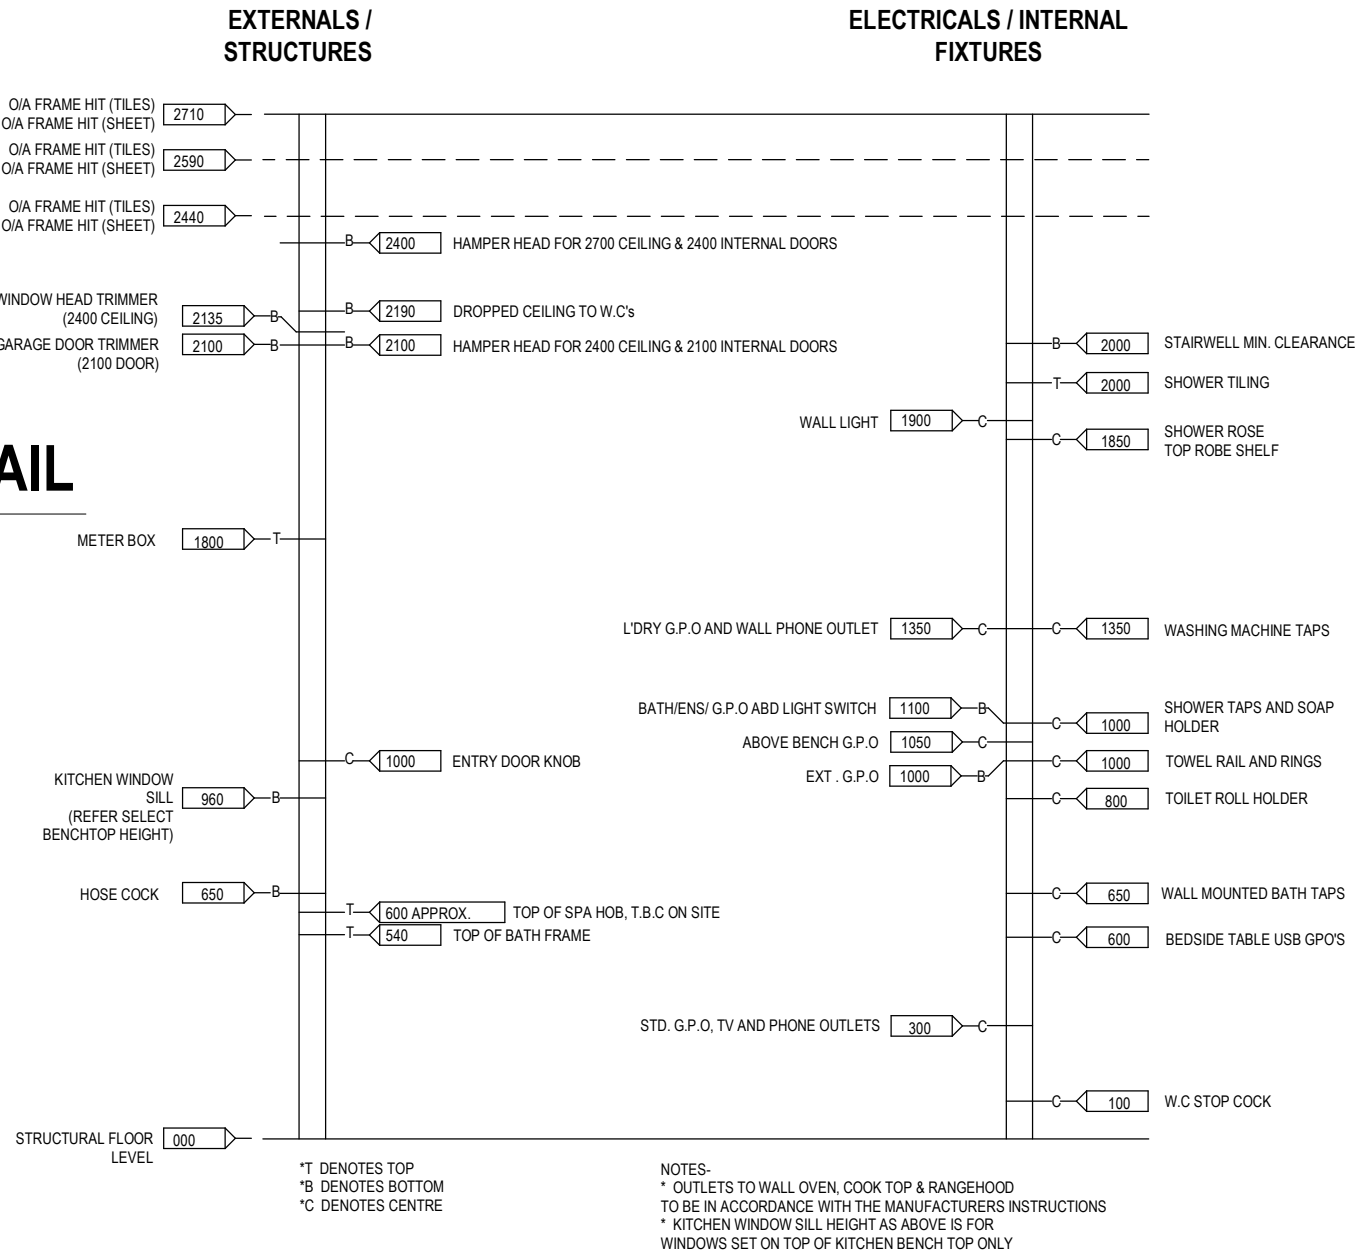 EXTERNALS /
STRUCTURES
ELECTRICALS / INTERNAL
FIXTURES
O/A FRAME HIT (TILES)
O/A FRAME HIT (SHEET)
2710
O/A FRAME HIT (TILES)
O/A FRAME HIT (SHEET)
2590
O/A FRAME HIT (TILES)
O/A FRAME HIT (SHEET)
2440
B 2400 HAMPER HEAD FOR 2700 CEILING & 2400 INTERNAL DOORS
WINDOW HEAD TRIMMER
(2400 CEILING)
2135 B
B 2190 DROPPED CEILING TO W.C's
GARAGE DOOR TRIMMER
(2100 DOOR)
2100 B
B 2100 HAMPER HEAD FOR 2400 CEILING & 2100 INTERNAL DOORS
B 2000 STAIRWELL MIN. CLEARANCE
T 2000 SHOWER TILING
WALL LIGHT 1900 C
C 1850
SHOWER ROSE
TOP ROBE SHELF
AIL
METER BOX 1800 T
L'DRY G.P.O AND WALL PHONE OUTLET 1350 C
C 1350 WASHING MACHINE TAPS
BATH/ENS/ G.P.O ABD LIGHT SWITCH 1100 B
C 1000
SHOWER TAPS AND SOAP
HOLDER
ABOVE BENCH G.P.O 1050 C
C 1000 ENTRY DOOR KNOB
EXT . G.P.O 1000 B
C 1000 TOWEL RAIL AND RINGS
KITCHEN WINDOW
SILL
(REFER SELECT
BENCHTOP HEIGHT)
960 B
C 800 TOILET ROLL HOLDER
HOSE COCK 650 B
C 650 WALL MOUNTED BATH TAPS
T 600 APPROX. TOP OF SPA HOB, T.B.C ON SITE
T 540 TOP OF BATH FRAME
C 600 BEDSIDE TABLE USB GPO'S
STD. G.P.O, TV AND PHONE OUTLETS 300 C
C 100 W.C STOP COCK
STRUCTURAL FLOOR
LEVEL
000
*T DENOTES TOP
*B DENOTES BOTTOM
*C DENOTES CENTRE
NOTES-
* OUTLETS TO WALL OVEN, COOK TOP & RANGEHOOD
TO BE IN ACCORDANCE WITH THE MANUFACTURERS INSTRUCTIONS
* KITCHEN WINDOW SILL HEIGHT AS ABOVE IS FOR
WINDOWS SET ON TOP OF KITCHEN BENCH TOP ONLY